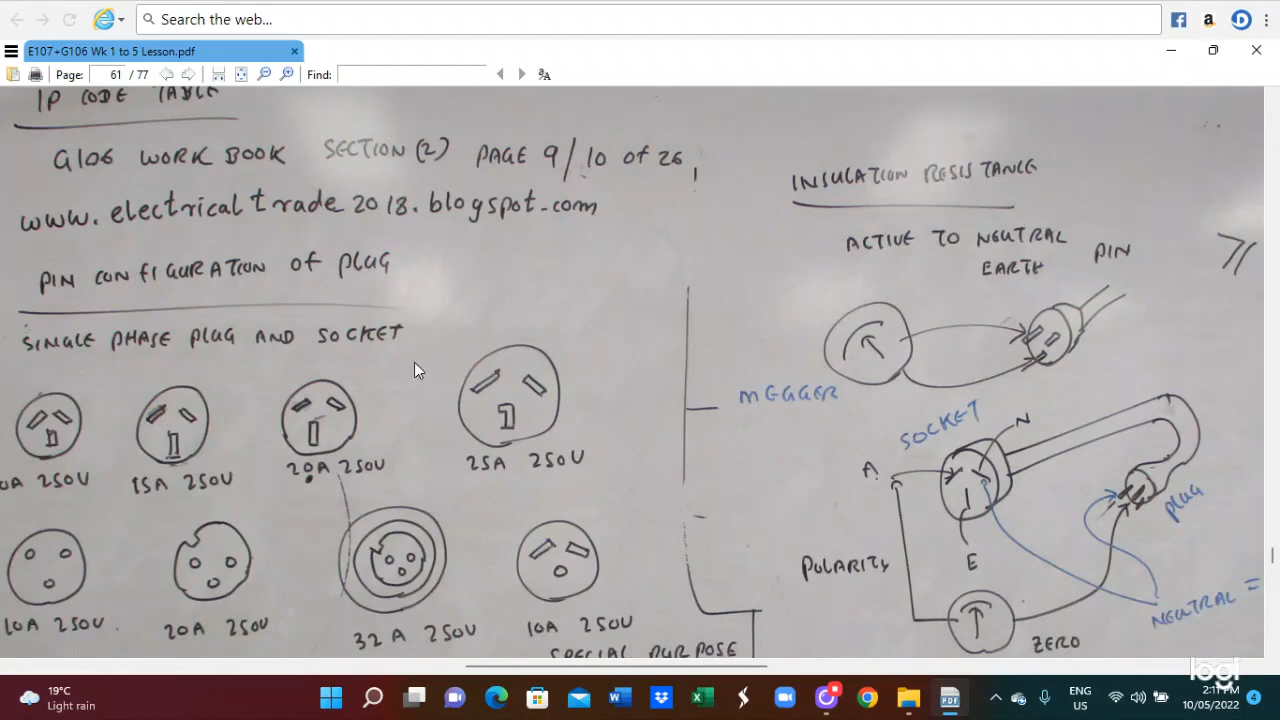 Search the web...
E107+G106 Wk 1 to 5 Lesson.pdf
Page: 61 / 77 Find:
IP CODE TABLE
G106 WORK BOOK SECTION (2) PAGE 9/10 of 26,
www.electricaltrade2018.blogspot.com
PIN CONFIGURATION of PLUG
SINGLE PHASE PLUG AND SOCKET
0A 250V 15A 250V 20A 250V 25A 250V
10A 250V 20A 250V 32A 250V 10A 250V
SPECIAL PURPOSE
INSULATION RESISTANCE
ACTIVE TO NEUTRAL PIN
EARTH
MEGGER
SOCKET
N
A
E
PLUG
POLARITY
NEUTRAL =
ZERO
logi
19°C
Light rain
ENG
US
2:11 PM
10/05/2022
4